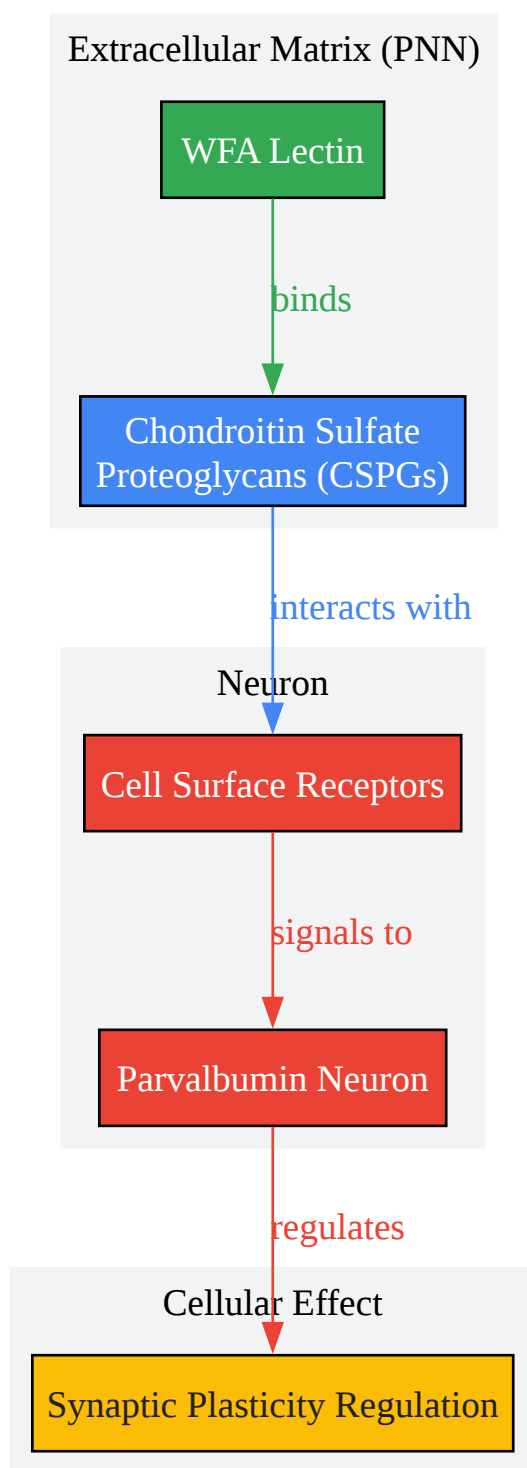 Extracellular Matrix (PNN)
WFA Lectin
binds
Chondroitin Sulfate
Proteoglycans (CSPGs)
interacts with
Neuron
Cell Surface Receptors
signals to
Parvalbumin Neuron
regulates
Cellular Effect
Synaptic Plasticity Regulation